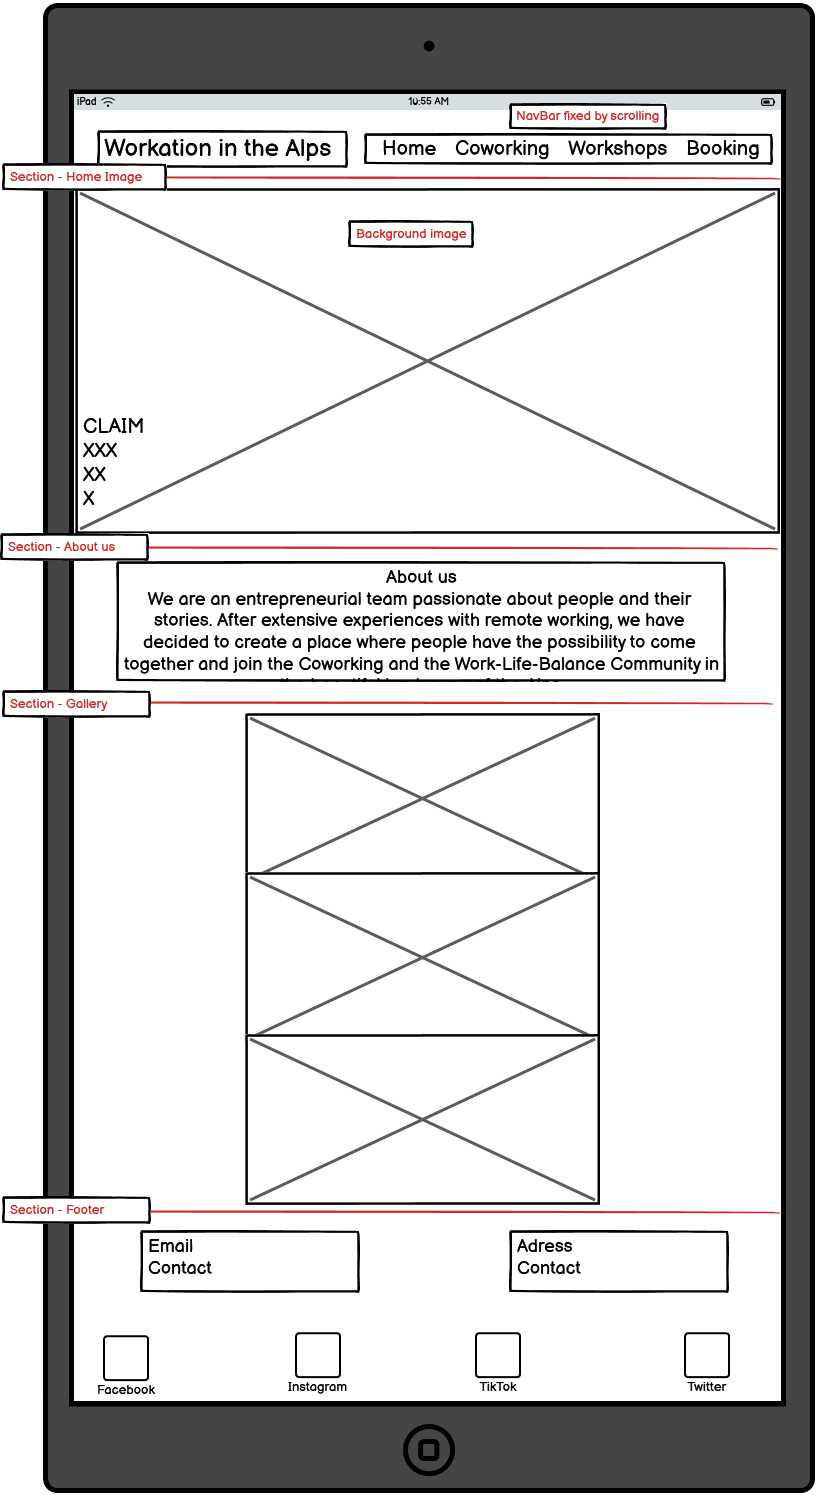 iPad
10:55 AM
NavBar fixed by scrolling
Workation in the Alps
Home Coworking Workshops Booking
Section - Home Image
Background image
CLAIM
XXX
XX
X
Section - About us
About us
We are an entrepreneurial team passionate about people and their
stories. After extensive experiences with remote working, we have
decided to create a place where people have the possibility to come
together and join the Coworking and the Work-Life-Balance Community in
Section - Gallery
Section - Footer
Email
Contact
Adress
Contact
Facebook
Instagram
TikTok
Twitter